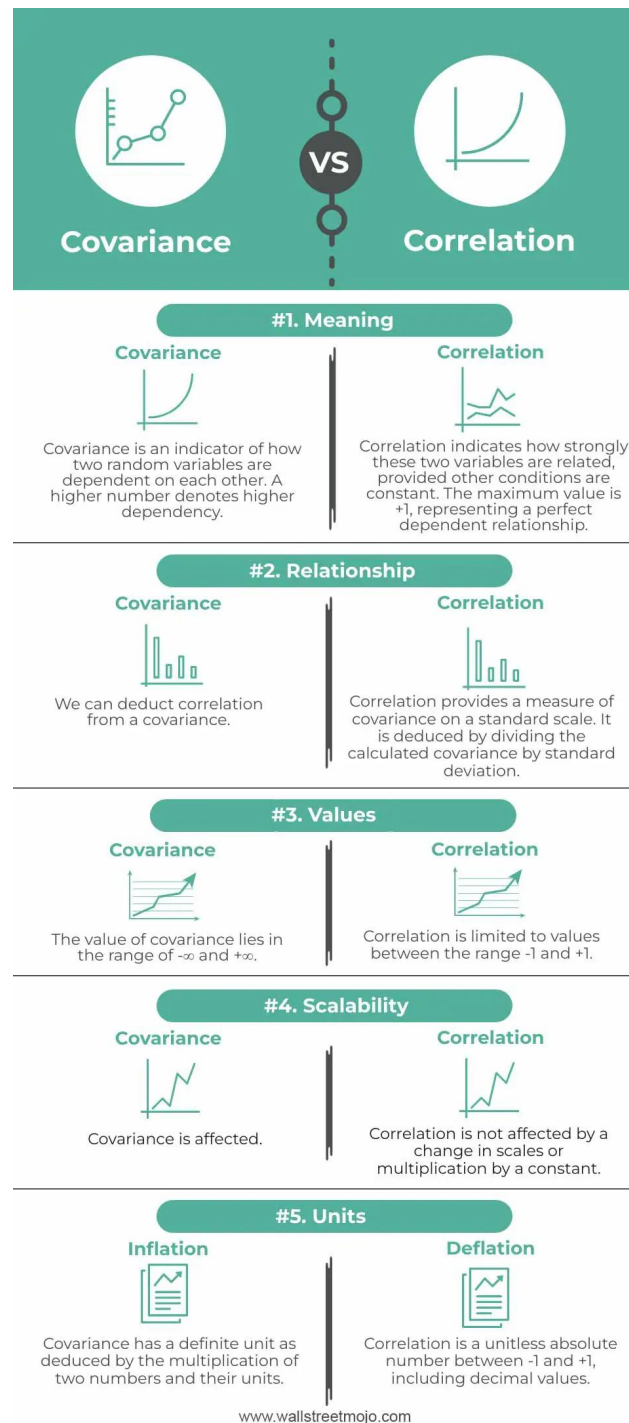 VS
Covariance
Correlation
#1. Meaning
Covariance
Covariance is an indicator of how
two random variables are
dependent on each other. A
higher number denotes higher
dependency.
Correlation
Correlation indicates how strongly
these two variables are related,
provided other conditions are
constant. The maximum value is
+1, representing a perfect
dependent relationship.
#2. Relationship
Covariance
We can deduct correlation
from a covariance.
Correlation
Correlation provides a measure of
covariance on a standard scale. It
is deduced by dividing the
calculated covariance by standard
deviation.
#3. Values
Covariance
The value of covariance lies in
the range of -∞ and +∞.
Correlation
Correlation is limited to values
between the range -1 and +1.
#4. Scalability
Covariance
Covariance is affected.
Correlation
Correlation is not affected by a
change in scales or
multiplication by a constant.
#5. Units
Inflation
Covariance has a definite unit as
deduced by the multiplication of
two numbers and their units.
Deflation
Correlation is a unitless absolute
number between -1 and +1,
including decimal values.
www.wallstreetmojo.com